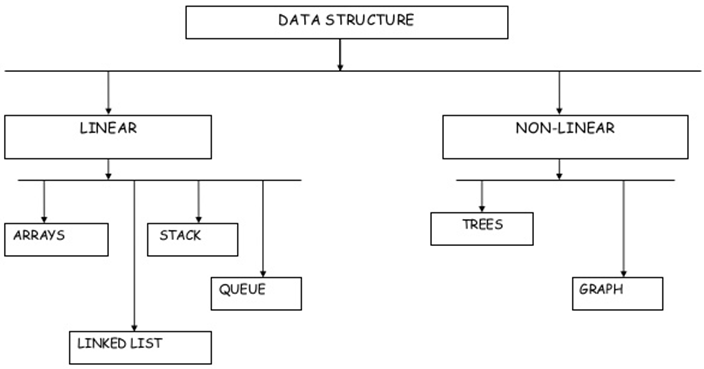 DATA STRUCTURE
LINEAR
NON-LINEAR
ARRAYS
STACK
TREES
QUEUE
GRAPH
LINKED LIST